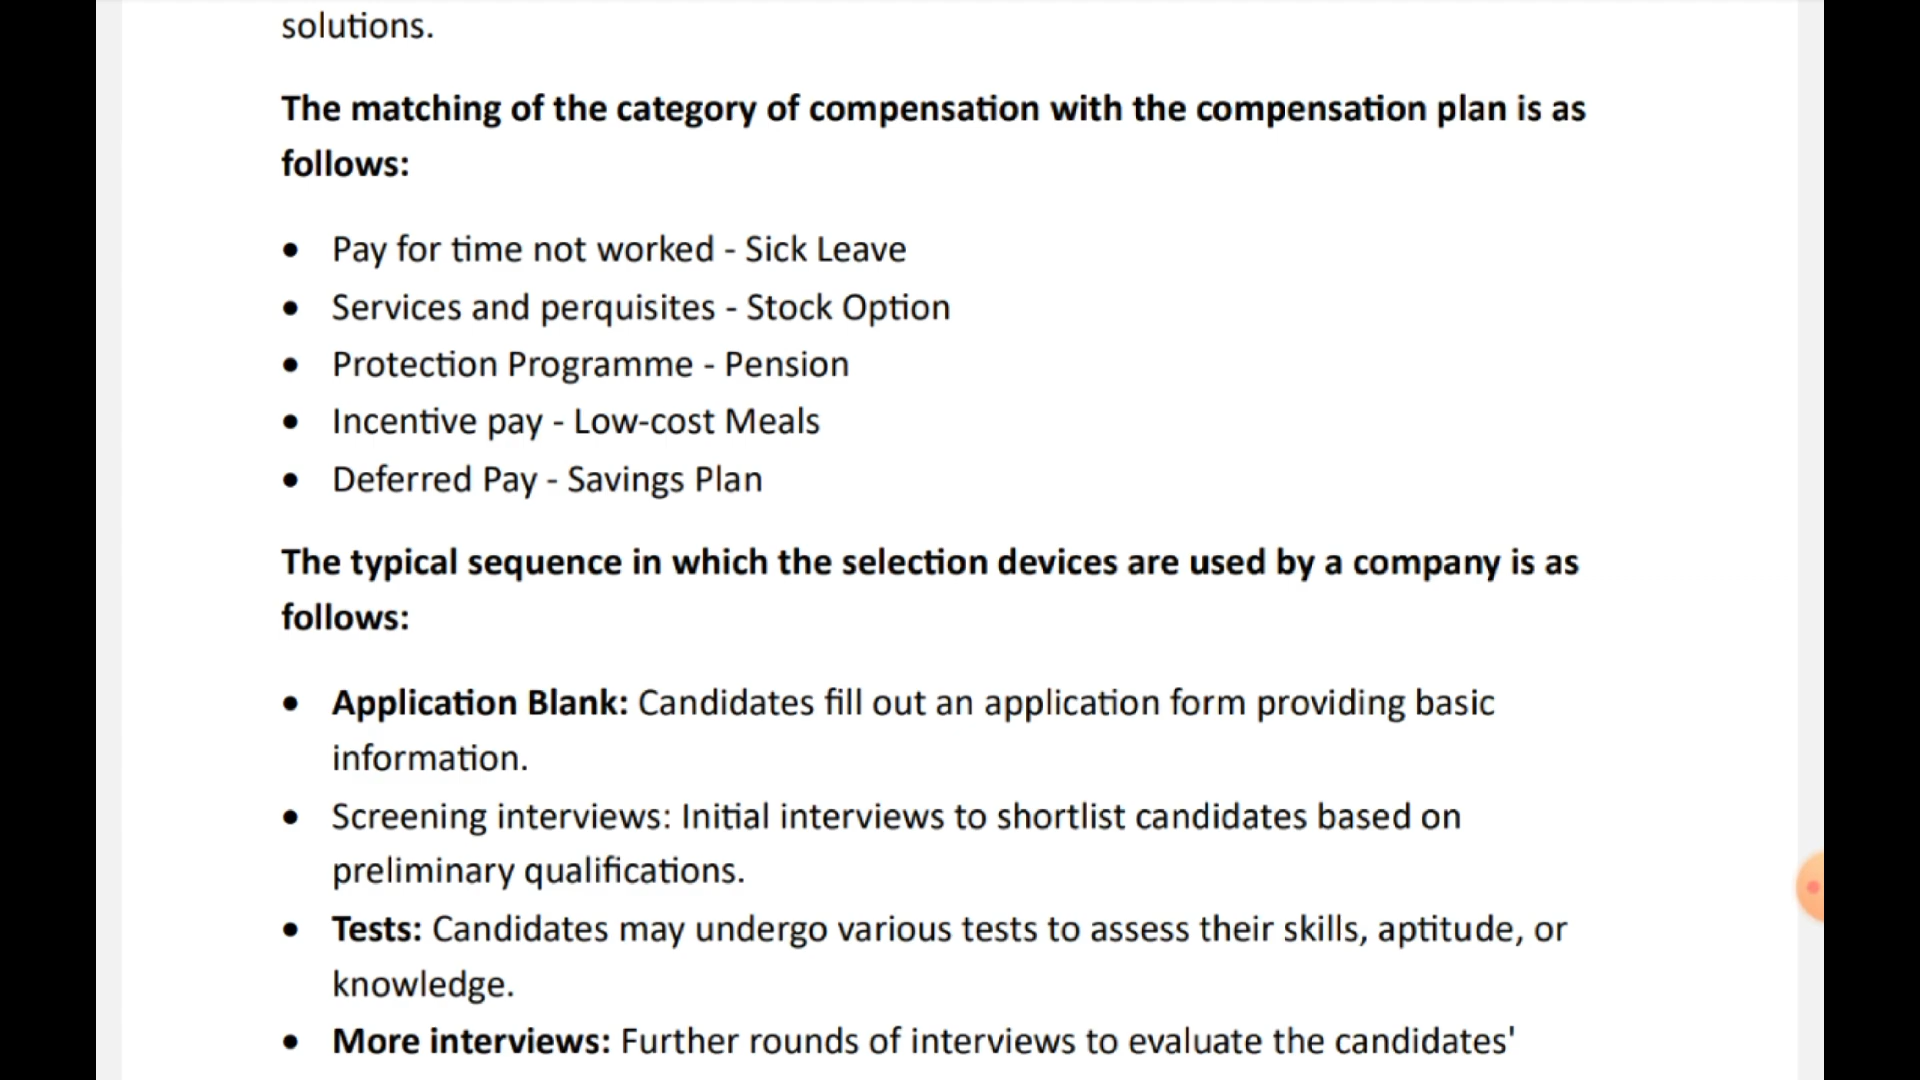 solutions.
The matching of the category of compensation with the compensation plan is as
follows:
• Pay for time not worked - Sick Leave
• Services and perquisites - Stock Option
• Protection Programme - Pension
• Incentive pay - Low-cost Meals
• Deferred Pay - Savings Plan
The typical sequence in which the selection devices are used by a company is as
follows:
• Application Blank: Candidates fill out an application form providing basic
information.
• Screening interviews: Initial interviews to shortlist candidates based on
preliminary qualifications.
• Tests: Candidates may undergo various tests to assess their skills, aptitude, or
knowledge.
• More interviews: Further rounds of interviews to evaluate the candidates'